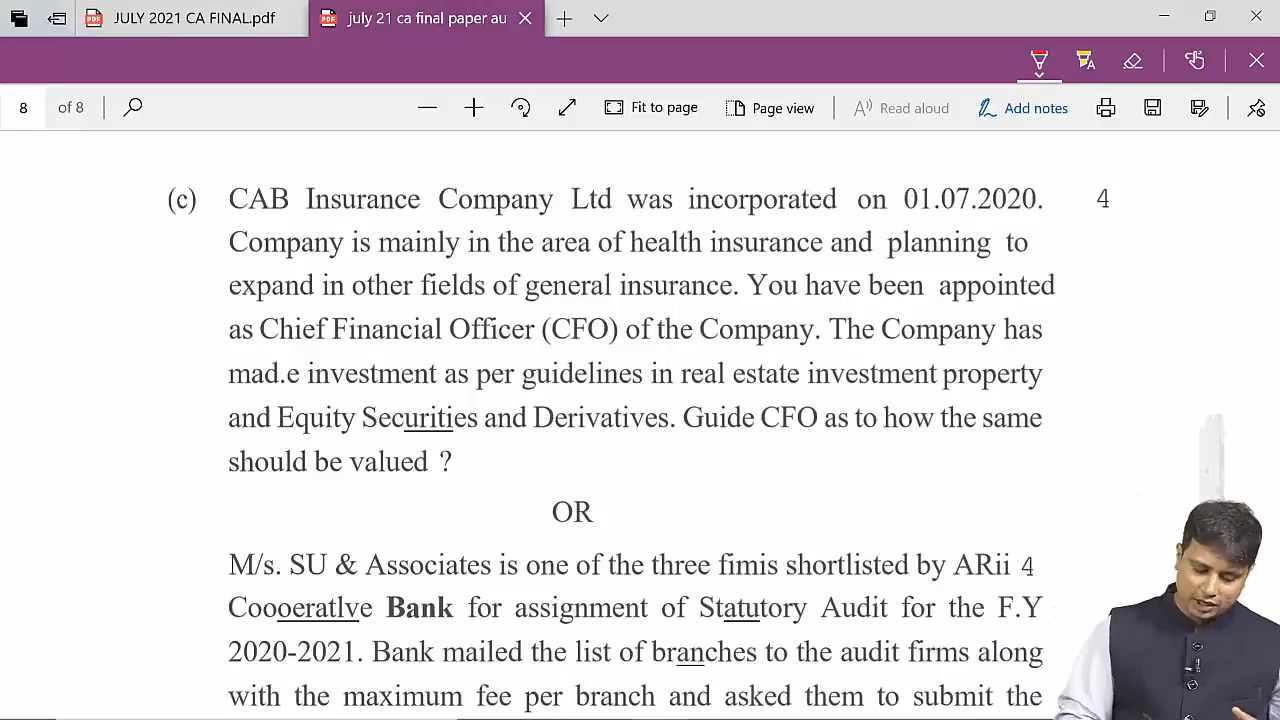 JULY 2021 CA FINAL.pdf
july 21 ca final paper au
8 of 8
Fit to page
Page view
Read aloud
Add notes
(c) CAB Insurance Company Ltd was incorporated on 01.07.2020. 4
Company is mainly in the area of health insurance and planning to
expand in other fields of general insurance. You have been appointed
as Chief Financial Officer (CFO) of the Company. The Company has
mad.e investment as per guidelines in real estate investment property
and Equity Securities and Derivatives. Guide CFO as to how the same
should be valued ?
OR
M/s. SU & Associates is one of the three fimis shortlisted by ARii 4
Coooeratlve Bank for assignment of Statutory Audit for the F.Y
2020-2021. Bank mailed the list of branches to the audit firms along
with the maximum fee per branch and asked them to submit the